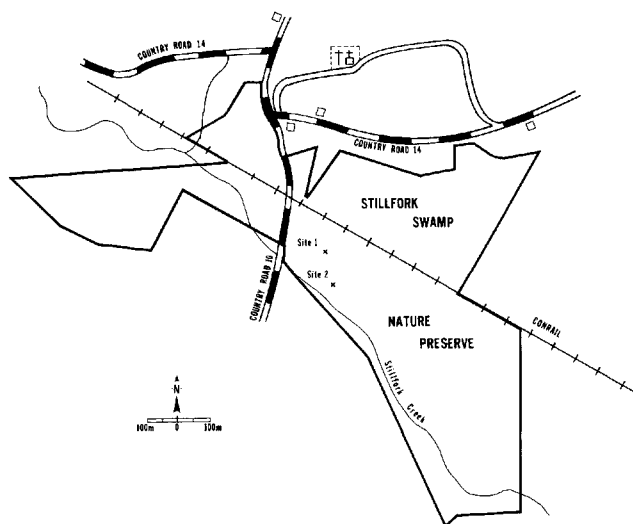 COUNTRY ROAD 14
COUNTRY ROAD 14
STILLFORK
SWAMP
Site 1
Site 2
COUNTRY ROAD 10
NATURE
PRESERVE
CONRAIL
Stillfork
Creek
N
100m 0 100m